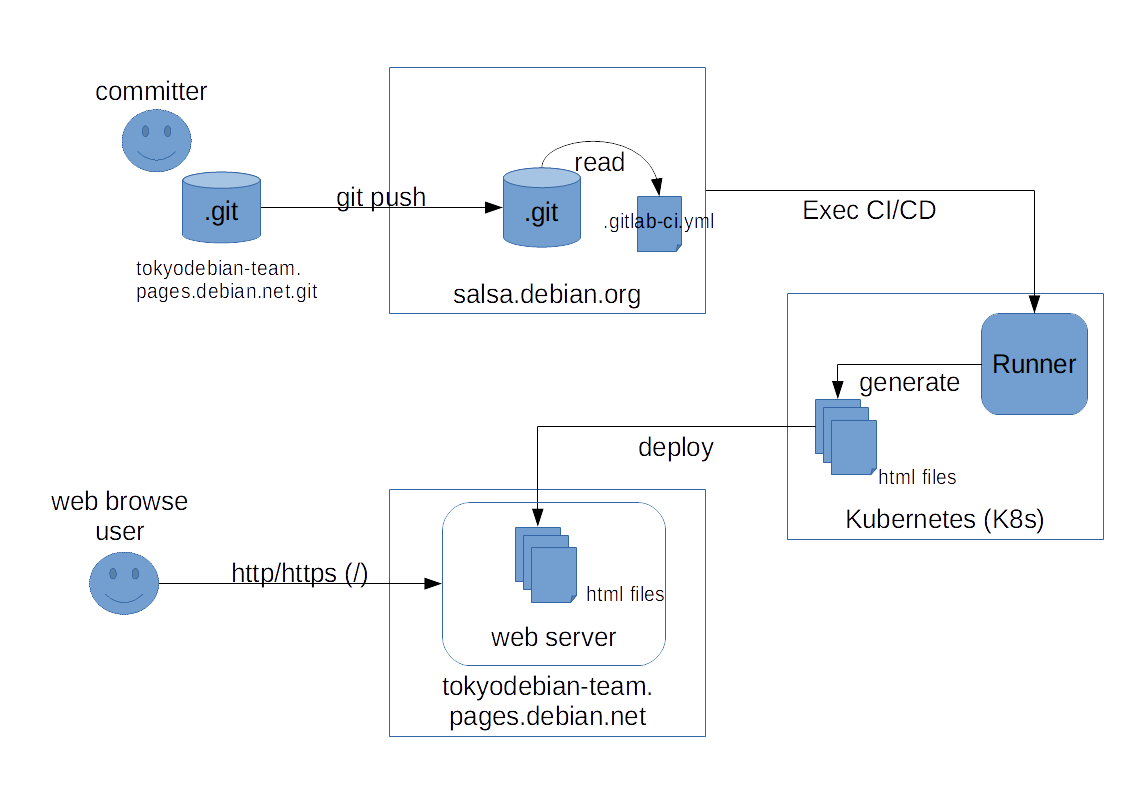 committer
.git
tokyodebian-team.
pages.debian.net.git
git push
read
.git
.gitlab-ci.yml
salsa.debian.org
Exec CI/CD
Runner
generate
html files
Kubernetes (K8s)
deploy
web browse
user
http/https (/)
html files
web server
tokyodebian-team.
pages.debian.net